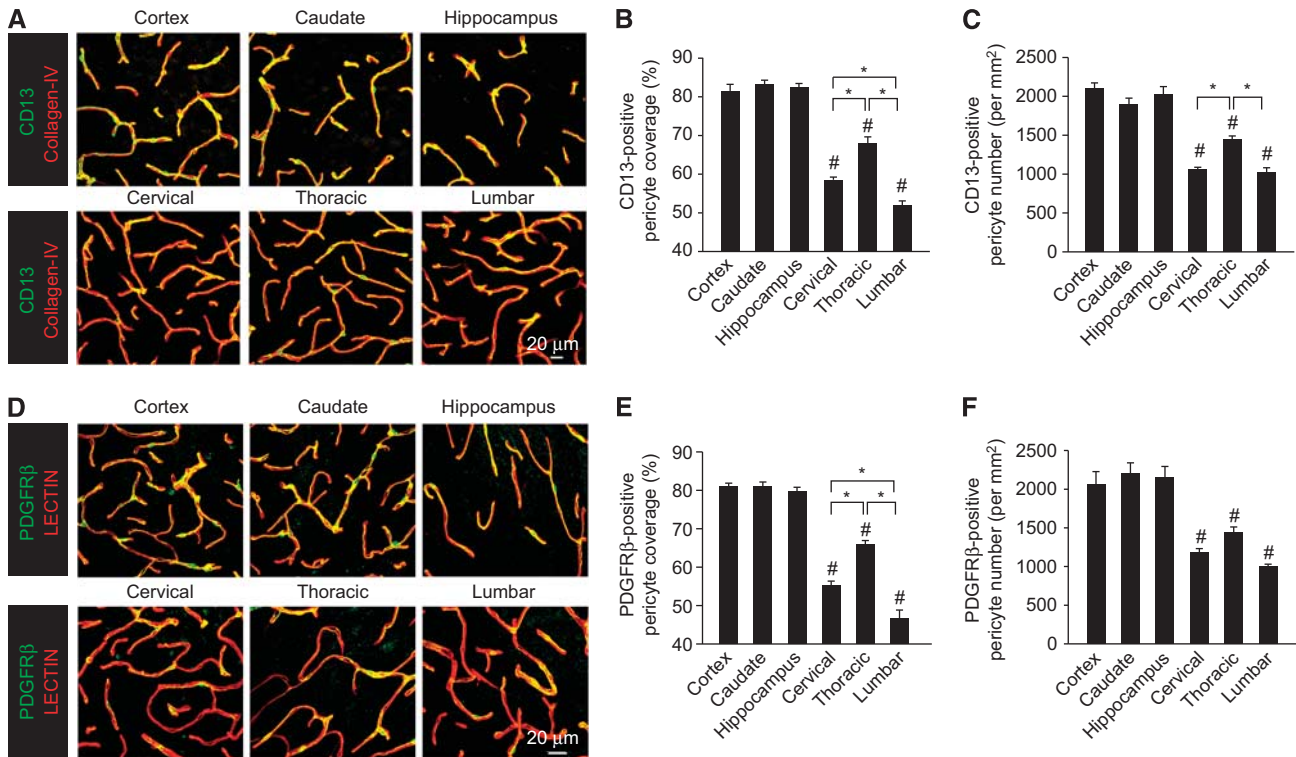 A
Cortex
Caudate
Hippocampus
CD13
Collagen-IV
Cervical
Thoracic
Lumbar
CD13
Collagen-IV
20 μm
B
CD13-positive
pericyte coverage (%)
90
80
70
60
50
40
*
*
*
#
#
#
Cortex
Caudate
Hippocampus
Cervical
Thoracic
Lumbar
C
CD13-positive
pericyte number (per mm²)
2500
2000
1500
1000
500
0
*
*
#
#
#
Cortex
Caudate
Hippocampus
Cervical
Thoracic
Lumbar
D
Cortex
Caudate
Hippocampus
PDGFRβ
LECTIN
Cervical
Thoracic
Lumbar
PDGFRβ
LECTIN
20 μm
E
PDGFRβ-positive
pericyte coverage (%)
90
80
70
60
50
40
*
*
*
#
#
#
Cortex
Caudate
Hippocampus
Cervical
Thoracic
Lumbar
F
PDGFRβ-positive
pericyte number (per mm²)
2500
2000
1500
1000
500
0
#
#
#
Cortex
Caudate
Hippocampus
Cervical
Thoracic
Lumbar